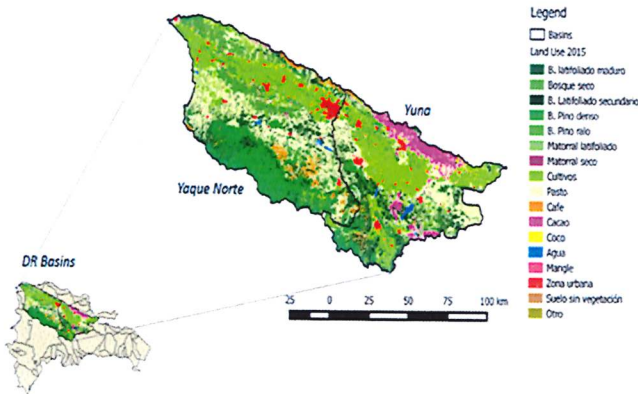 Legend
Basins
Land Use 2015
B. latifoliado maduro
Bosque seco
B. Latifoliado secundario
B. Pino denso
B. Pino ralo
Matorral latifoliado
Matorral seco
Cultivos
Pasto
Cafe
Cacao
Coco
Agua
Mangle
Zona urbana
Suelo sin vegetación
Otro
Yuna
Yaque Norte
DR Basins
25 0 25 50 75 100 km